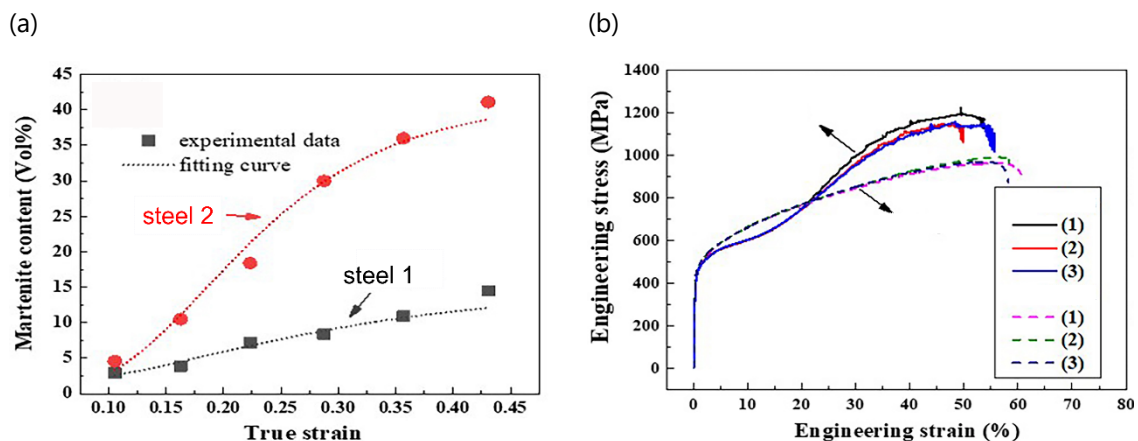 (a)
(b)
Martenite content (Vol%)
45
40
35
30
25
20
15
10
5
0
experimental data
fitting curve
steel 2
steel 1
0.10 0.15 0.20 0.25 0.30 0.35 0.40 0.45
True strain
Engineering stress (MPa)
1400
1200
1000
800
600
400
200
0
(1)
(2)
(3)
(1)
(2)
(3)
0 10 20 30 40 50 60 70 80
Engineering strain (%)